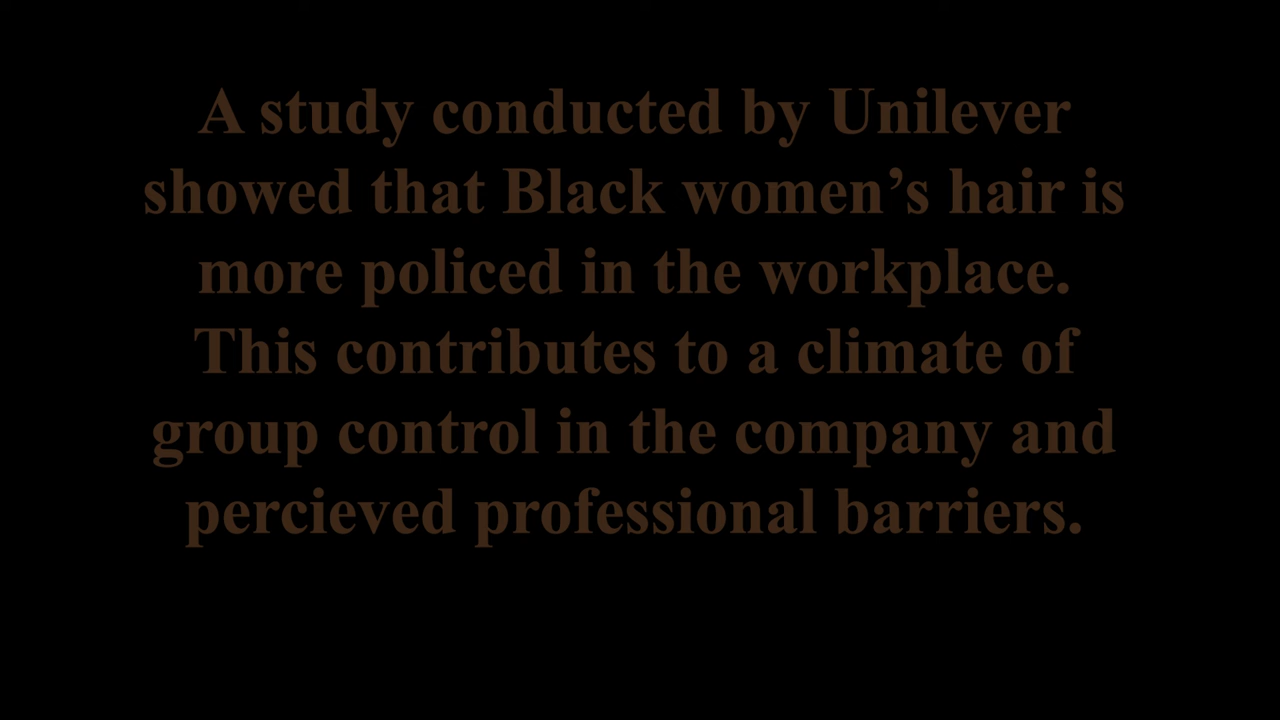 A study conducted by Unilever
showed that Black women’s hair is
more policed in the workplace.
This contributes to a climate of
group control in the company and
percieved professional barriers.